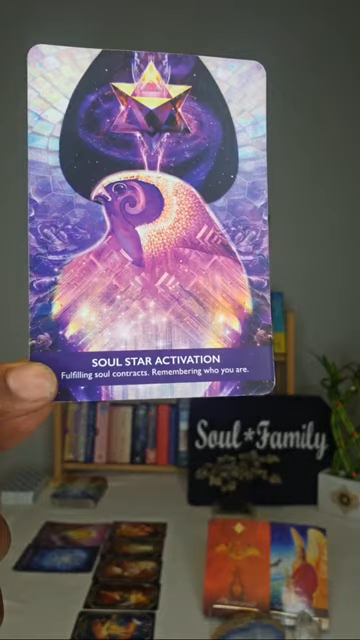 SOUL STAR ACTIVATION
Fulfilling soul contracts. Remembering who you are.
Soul*Family